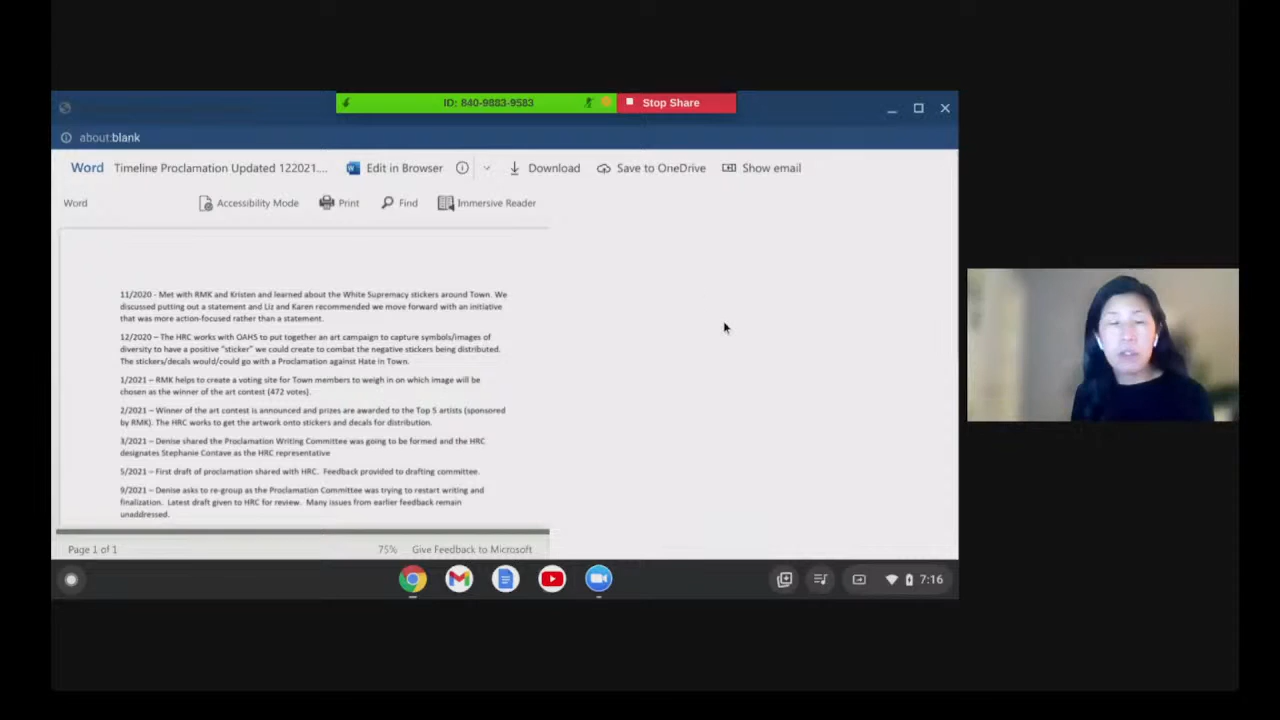 ID: 840-9883-9583
Stop Share
about:blank
Word
Timeline Proclamation Updated 122021....
Edit in Browser
Download
Save to OneDrive
Show email
Word
Accessibility Mode
Print
Find
Immersive Reader
11/2020 - Met with RMK and Kristen and learned about the White Supremacy stickers around Town. We
discussed putting out a statement and Liz and Karen recommended we move forward with an initiative
that was more action-focused rather than a statement.
12/2020 – The HRC works with OAHS to put together an art campaign to capture symbols/images of
diversity to have a positive "sticker" we could create to combat the negative stickers being distributed.
The stickers/decals would/could go with a Proclamation against Hate in Town.
1/2021 – RMK helps to create a voting site for Town members to weigh in on which image will be
chosen as the winner of the art contest (472 votes).
2/2021 – Winner of the art contest is announced and prizes are awarded to the Top 5 artists (sponsored
by RMK). The HRC works to get the artwork onto stickers and decals for distribution.
3/2021 – Denise shared the Proclamation Writing Committee was going to be formed and the HRC
designates Stephanie Contave as the HRC representative
5/2021 – First draft of proclamation shared with HRC. Feedback provided to drafting committee.
9/2021 – Denise asks to re-group as the Proclamation Committee was trying to restart writing and
finalization. Latest draft given to HRC for review. Many issues from earlier feedback remain
unaddressed.
Page 1 of 1
75%
Give Feedback to Microsoft
7:16